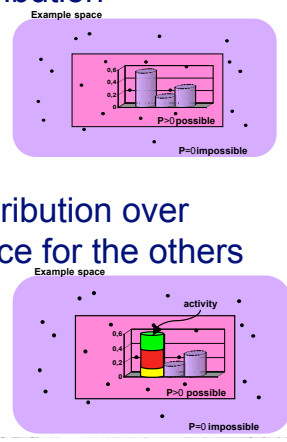 ribution
Example space
0,6
0,4
0,2
0
P>0 possible
P=0 impossible
ribution over
ce for the others
Example space
activity
0,6
0,4
0,2
0
P>0 possible
P=0 impossible